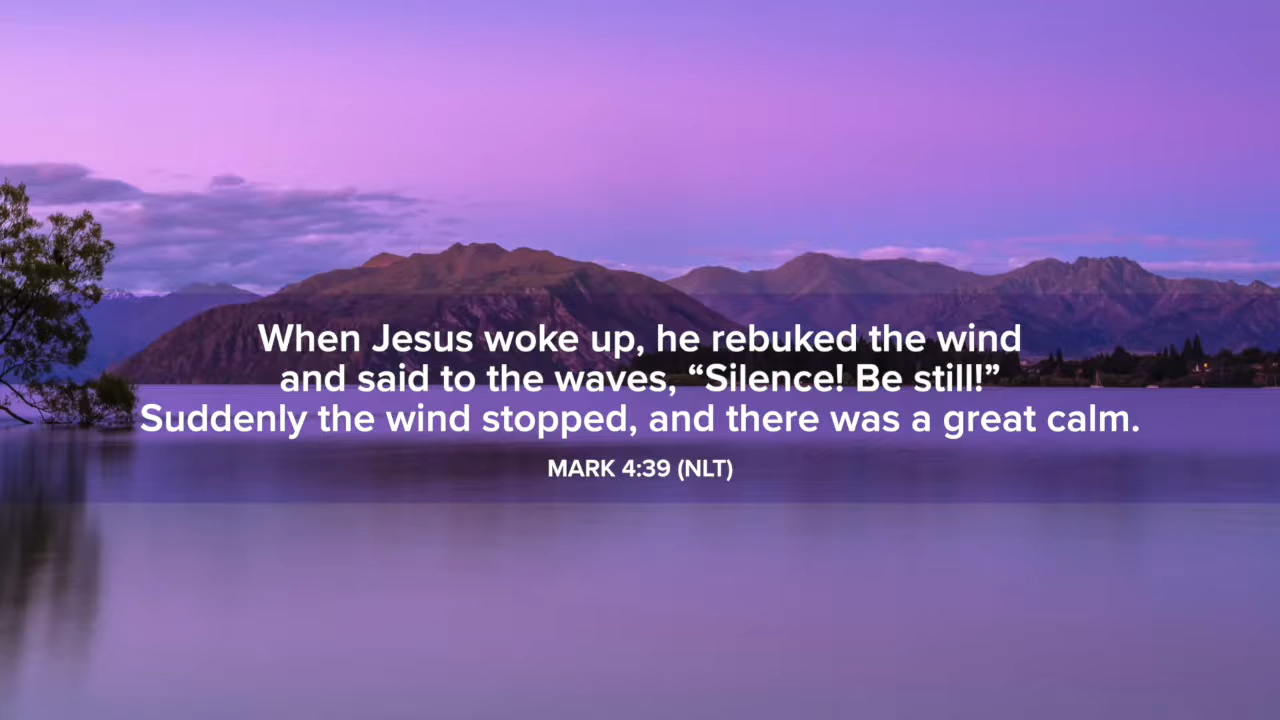 When Jesus woke up, he rebuked the wind
and said to the waves, “Silence! Be still!”
Suddenly the wind stopped, and there was a great calm.
MARK 4:39 (NLT)